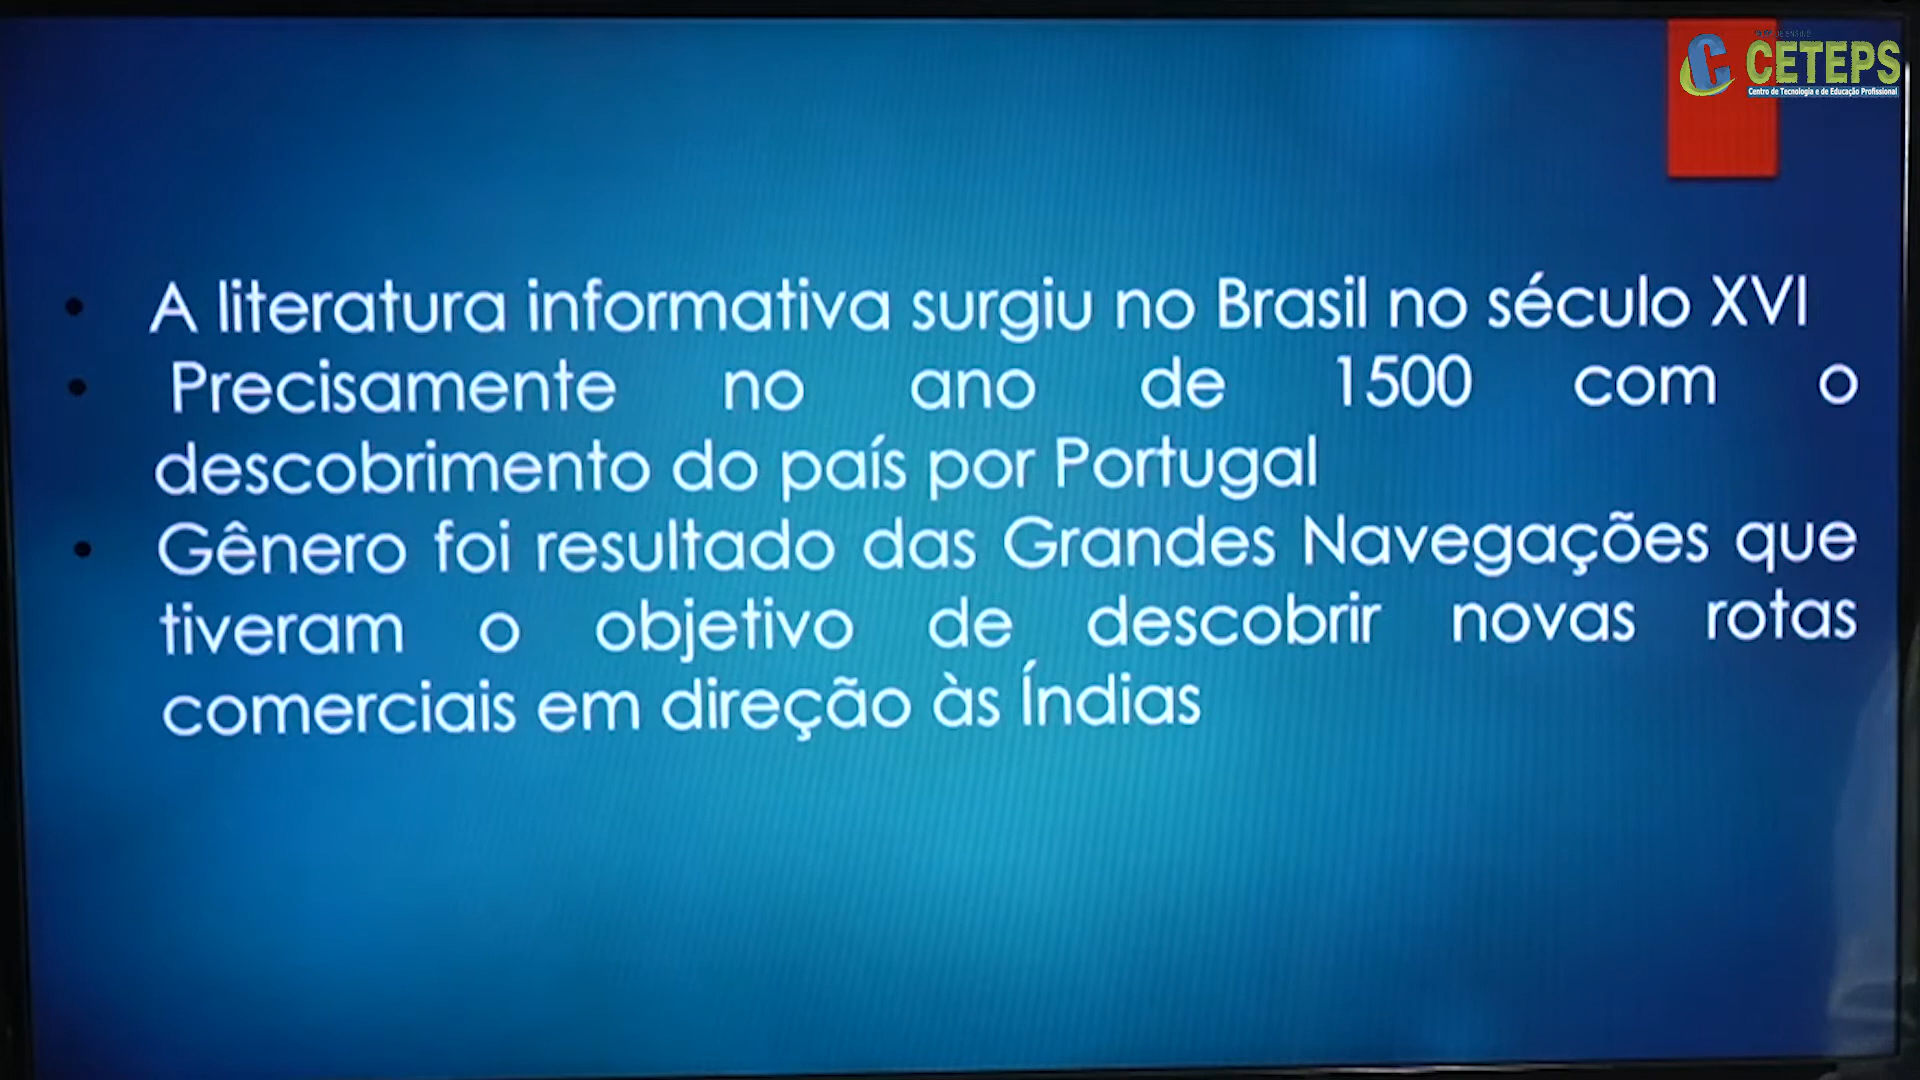 CETEPS
Centro de Tecnologia e de Educação Profissional
• A literatura informativa surgiu no Brasil no século XVI
• Precisamente no ano de 1500 com o
descobrimento do país por Portugal
• Gênero foi resultado das Grandes Navegações que
tiveram o objetivo de descobrir novas rotas
comerciais em direção às Índias